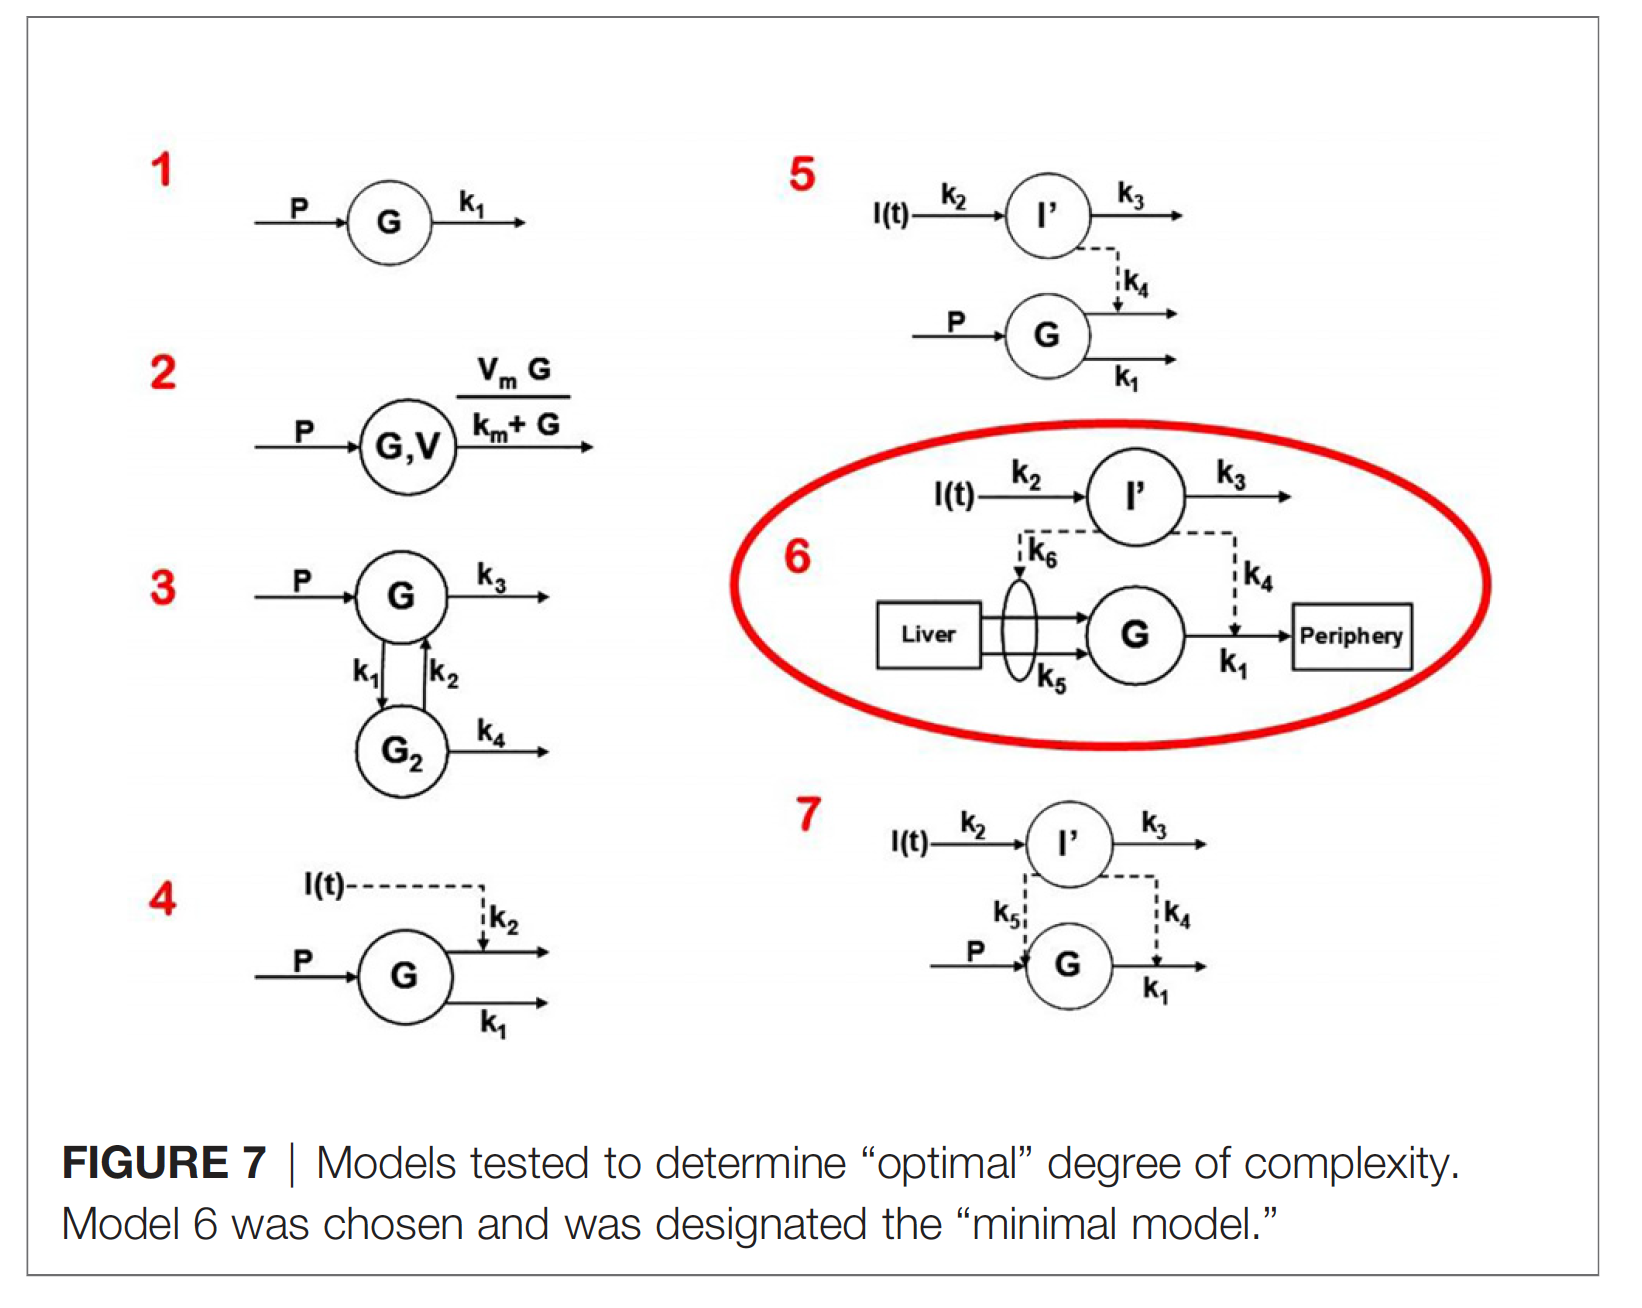 1
P
G
k1
2
P
G,V
Vm G
km+ G
3
P
G
k3
k1
k2
G2
k4
4
I(t)
k2
P
G
k1
5
I(t)
k2
I’
k3
k4
P
G
k1
6
I(t)
k2
I’
k3
k6
k4
Liver
G
Periphery
k5
k1
7
I(t)
k2
I’
k3
k5
k4
P
G
k1
FIGURE 7 | Models tested to determine “optimal” degree of complexity.
Model 6 was chosen and was designated the “minimal model.”